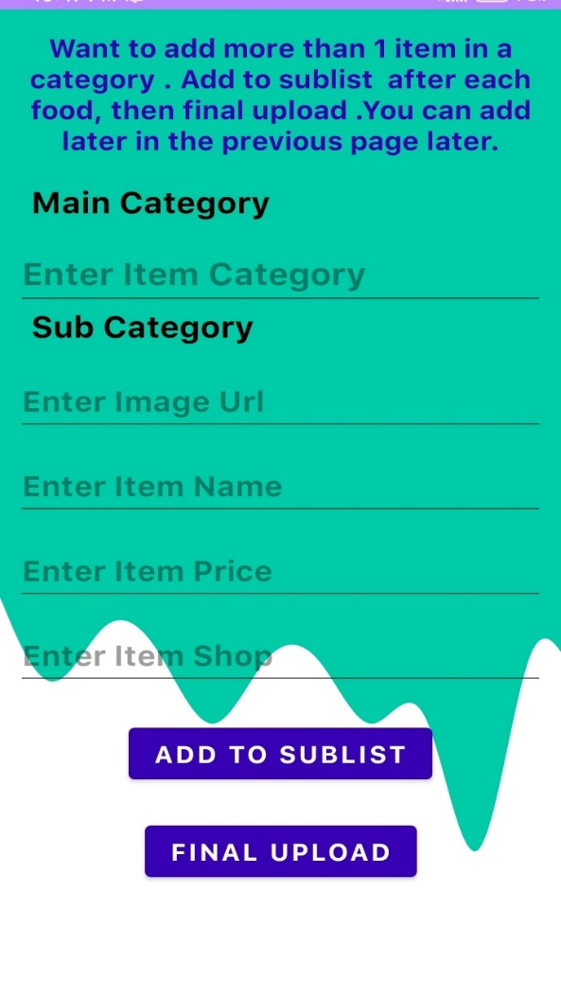 Want to add more than 1 item in a
category . Add to sublist after each
food, then final upload .You can add
later in the previous page later.
Main Category
Enter Item Category
Sub Category
Enter Image Url
Enter Item Name
Enter Item Price
Enter Item Shop
ADD TO SUBLIST
FINAL UPLOAD